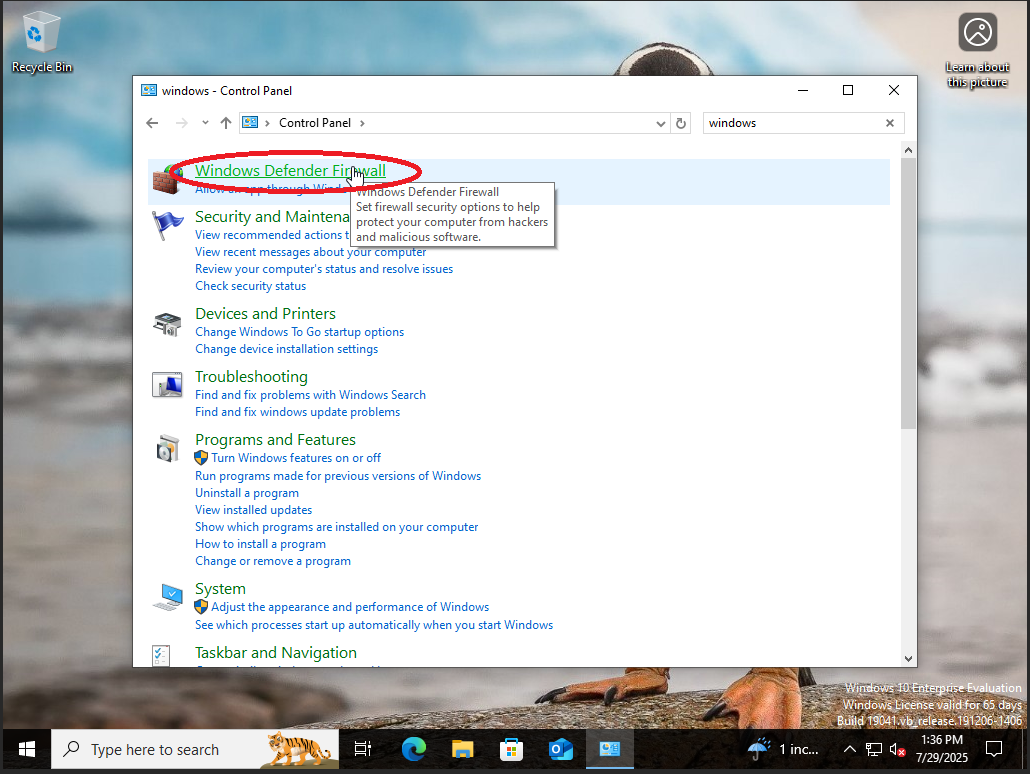 Recycle Bin
Learn about
this picture
windows - Control Panel
Control Panel
windows
Windows Defender Firewall
Allow an app through Windo
Windows Defender Firewall
Set firewall security options to help
protect your computer from hackers
and malicious software.
Security and Maintena
View recommended actions t
View recent messages about your computer
Review your computer's status and resolve issues
Check security status
Devices and Printers
Change Windows To Go startup options
Change device installation settings
Troubleshooting
Find and fix problems with Windows Search
Find and fix windows update problems
Programs and Features
Turn Windows features on or off
Run programs made for previous versions of Windows
Uninstall a program
View installed updates
Show which programs are installed on your computer
How to install a program
Change or remove a program
System
Adjust the appearance and performance of Windows
See which processes start up automatically when you start Windows
Taskbar and Navigation
Windows 10 Enterprise Evaluation
Windows License valid for 65 days
Build 19041.vb_release.191206-1406
Type here to search
1 inc...
1:36 PM
7/29/2025